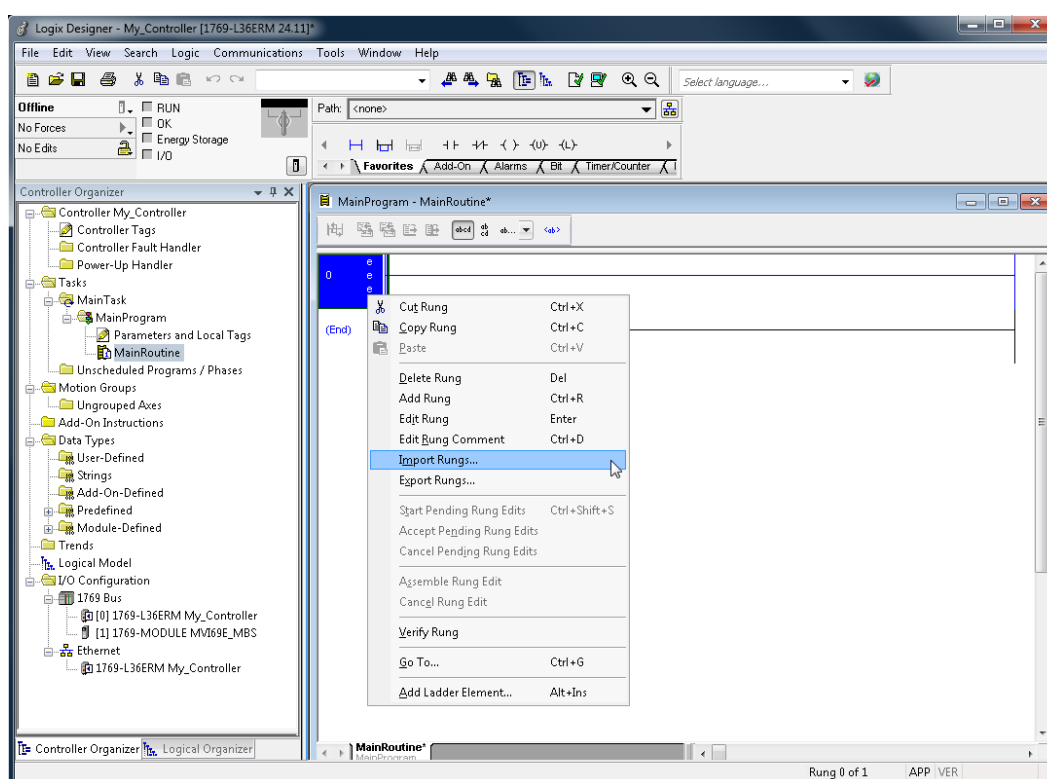 Logix Designer - My_Controller [1769-L36ERM 24.11]*
File Edit View Search Logic Communications Tools Window Help
Select language...
Offline
RUN
No Forces
OK
No Edits
Energy Storage
I/O
Path: <none>
Favorites Add-On Alarms Bit Timer/Counter
Controller Organizer
Controller My_Controller
Controller Tags
Controller Fault Handler
Power-Up Handler
Tasks
MainTask
MainProgram
Parameters and Local Tags
MainRoutine
Unscheduled Programs / Phases
Motion Groups
Ungrouped Axes
Add-On Instructions
Data Types
User-Defined
Strings
Add-On-Defined
Predefined
Module-Defined
Trends
Logical Model
I/O Configuration
1769 Bus
[0] 1769-L36ERM My_Controller
[1] 1769-MODULE MVI69E_MBS
Ethernet
1769-L36ERM My_Controller
Controller Organizer Logical Organizer
MainProgram - MainRoutine*
abcd ab cd ab... <ab>
e
0 e
e
(End)
Cut Rung Ctrl+X
Copy Rung Ctrl+C
Paste Ctrl+V
Delete Rung Del
Add Rung Ctrl+R
Edit Rung Enter
Edit Rung Comment Ctrl+D
Import Rungs...
Export Rungs...
Start Pending Rung Edits Ctrl+Shift+S
Accept Pending Rung Edits
Cancel Pending Rung Edits
Assemble Rung Edit
Cancel Rung Edit
Verify Rung
Go To... Ctrl+G
Add Ladder Element... Alt+Ins
MainRoutine*
MainProgram
Rung 0 of 1 APP VER